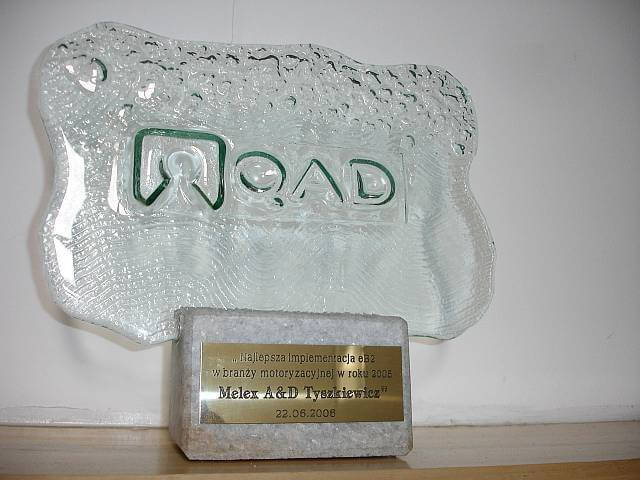 QAD
„Najlepsza implementacja eB2
w branży motoryzacyjnej w roku 2005
Melex A&D Tyszkiewicz”
22.06.2006